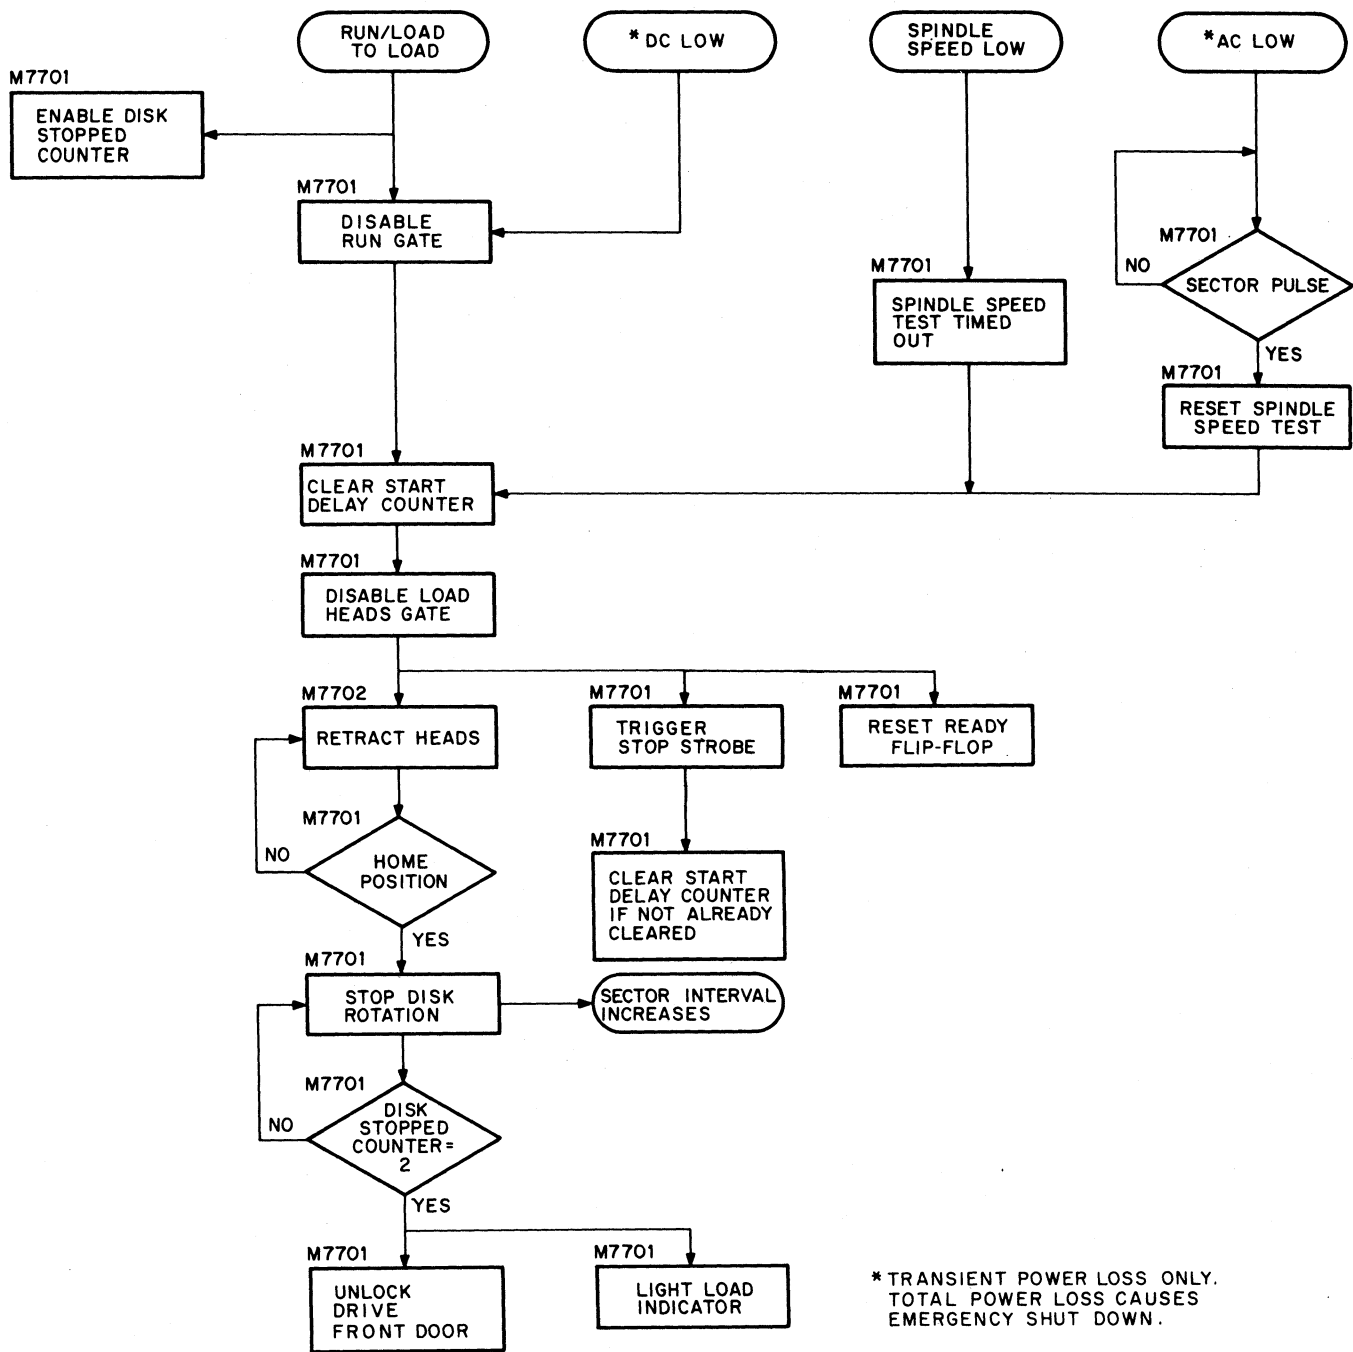 RUN/LOAD
TO LOAD
* DC LOW
SPINDLE
SPEED LOW
* AC LOW
M7701
ENABLE DISK
STOPPED
COUNTER
M7701
DISABLE
RUN GATE
M7701
SPINDLE SPEED
TEST TIMED
OUT
M7701
SECTOR PULSE
NO
YES
M7701
RESET SPINDLE
SPEED TEST
M7701
CLEAR START
DELAY COUNTER
M7701
DISABLE LOAD
HEADS GATE
M7702
RETRACT HEADS
M7701
TRIGGER
STOP STROBE
M7701
RESET READY
FLIP-FLOP
M7701
HOME
POSITION
NO
YES
M7701
CLEAR START
DELAY COUNTER
IF NOT ALREADY
CLEARED
M7701
STOP DISK
ROTATION
SECTOR INTERVAL
INCREASES
M7701
DISK
STOPPED
COUNTER=
2
NO
YES
M7701
UNLOCK
DRIVE
FRONT DOOR
M7701
LIGHT LOAD
INDICATOR
* TRANSIENT POWER LOSS ONLY.
TOTAL POWER LOSS CAUSES
EMERGENCY SHUT DOWN.